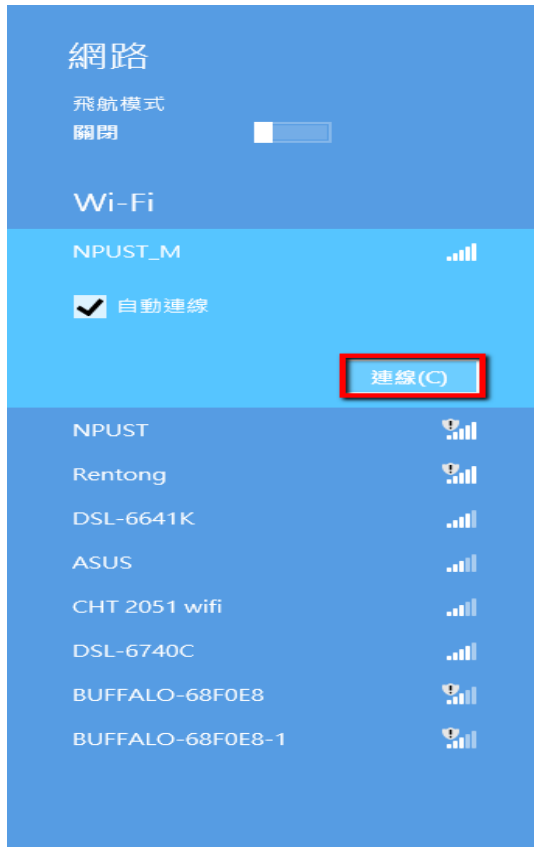 網路
飛航模式
關閉
Wi-Fi
NPUST_M
自動連線
連線(C)
NPUST
Rentong
DSL-6641K
ASUS
CHT 2051 wifi
DSL-6740C
BUFFALO-68F0E8
BUFFALO-68F0E8-1